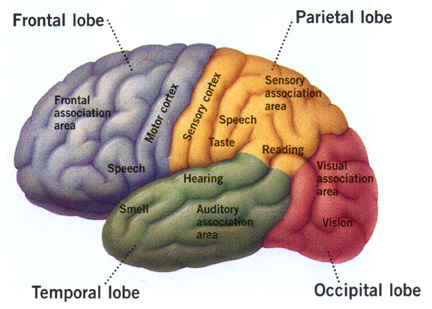 Frontal lobe
Parietal lobe
Frontal
association
area
Motor cortex
Sensory cortex
Sensory
association
area
Speech
Taste
Reading
Speech
Hearing
Visual
association
area
Smell
Auditory
association
area
Vision
Temporal lobe
Occipital lobe